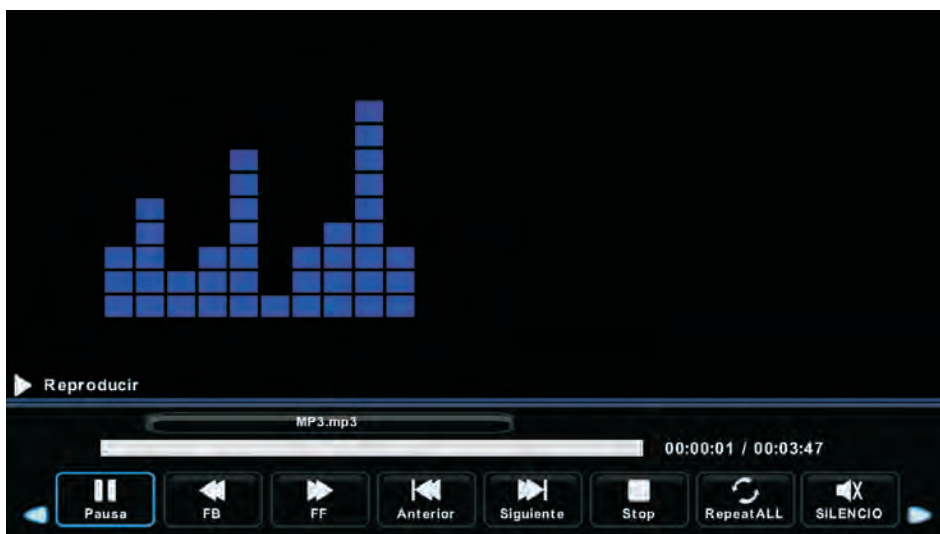 Reproducir
MP3.mp3
00:00:01 / 00:03:47
Pausa FB FF Anterior Siguiente Stop RepeatALL SILENCIO